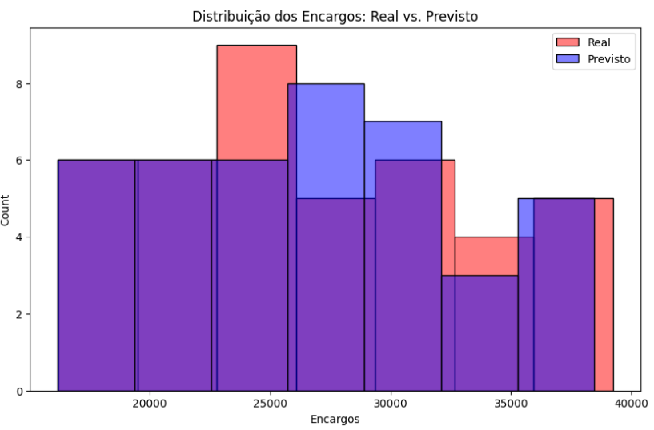 Distribuição dos Encargos: Real vs. Previsto
Real
Previsto
8
6
4
2
0
Count
20000 25000 30000 35000 40000
Encargos